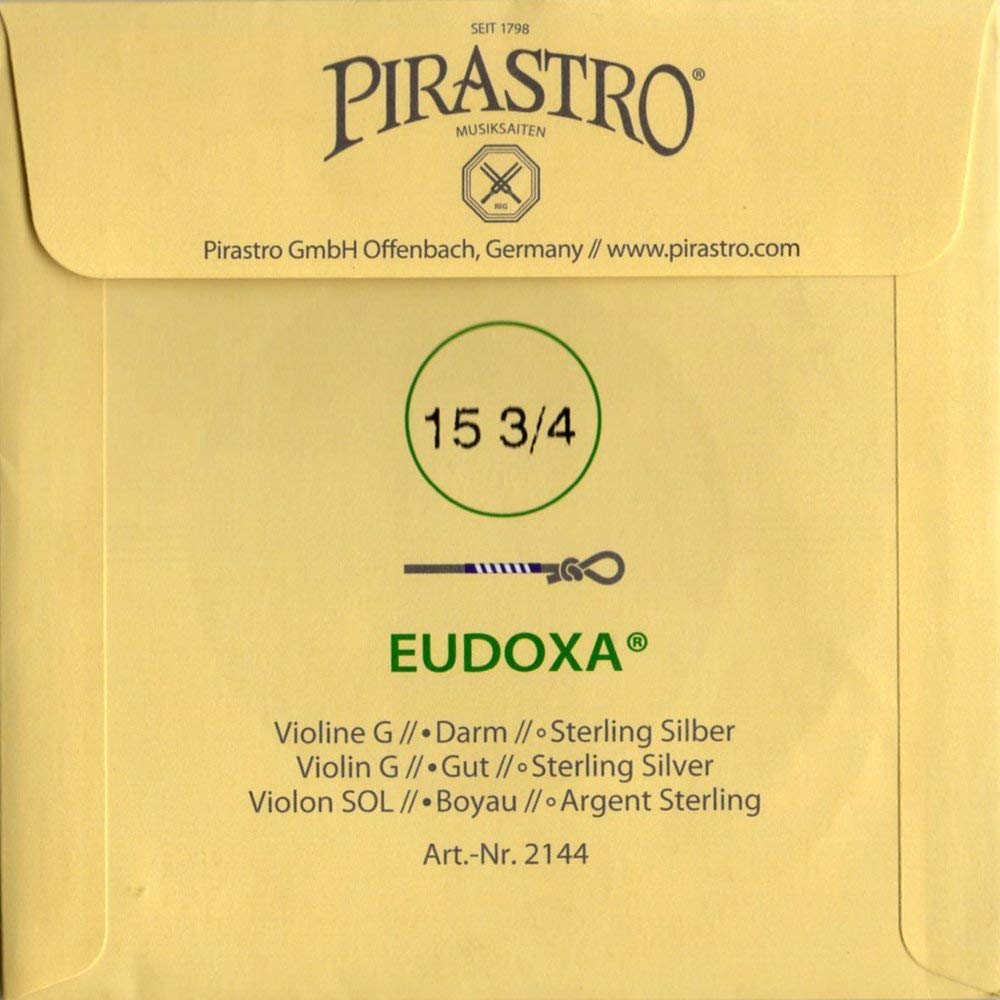 SEIT 1798
PIRASTRO®
MUSIKSAITEN
REG
Pirastro GmbH Offenbach, Germany // www.pirastro.com
15 3/4
EUDOXA®
Violine G //•Darm //∘Sterling Silber
Violin G //•Gut //∘Sterling Silver
Violon SOL //•Boyau //∘Argent Sterling
Art.-Nr. 2144